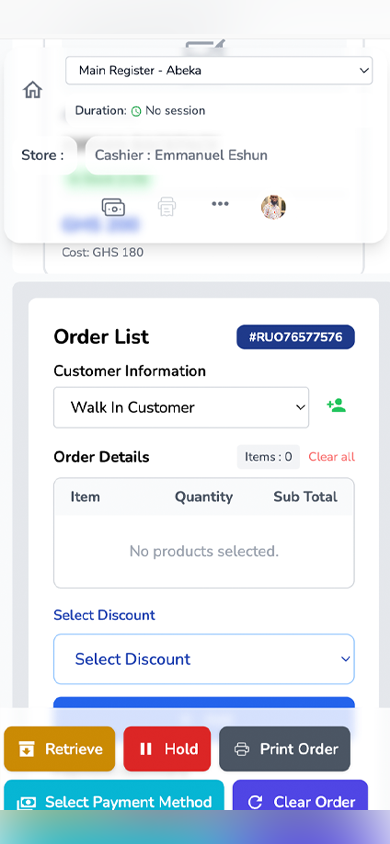 Main Register - Abeka
Duration: No session
Store :
Cashier : Emmanuel Eshun
GHS 200
Cost: GHS 180
Order List
#RUO76577576
Customer Information
Walk In Customer
Order Details
Items : 0
Clear all
Item Quantity Sub Total
No products selected.
Select Discount
Select Discount
Retrieve
Hold
Print Order
Select Payment Method
Clear Order